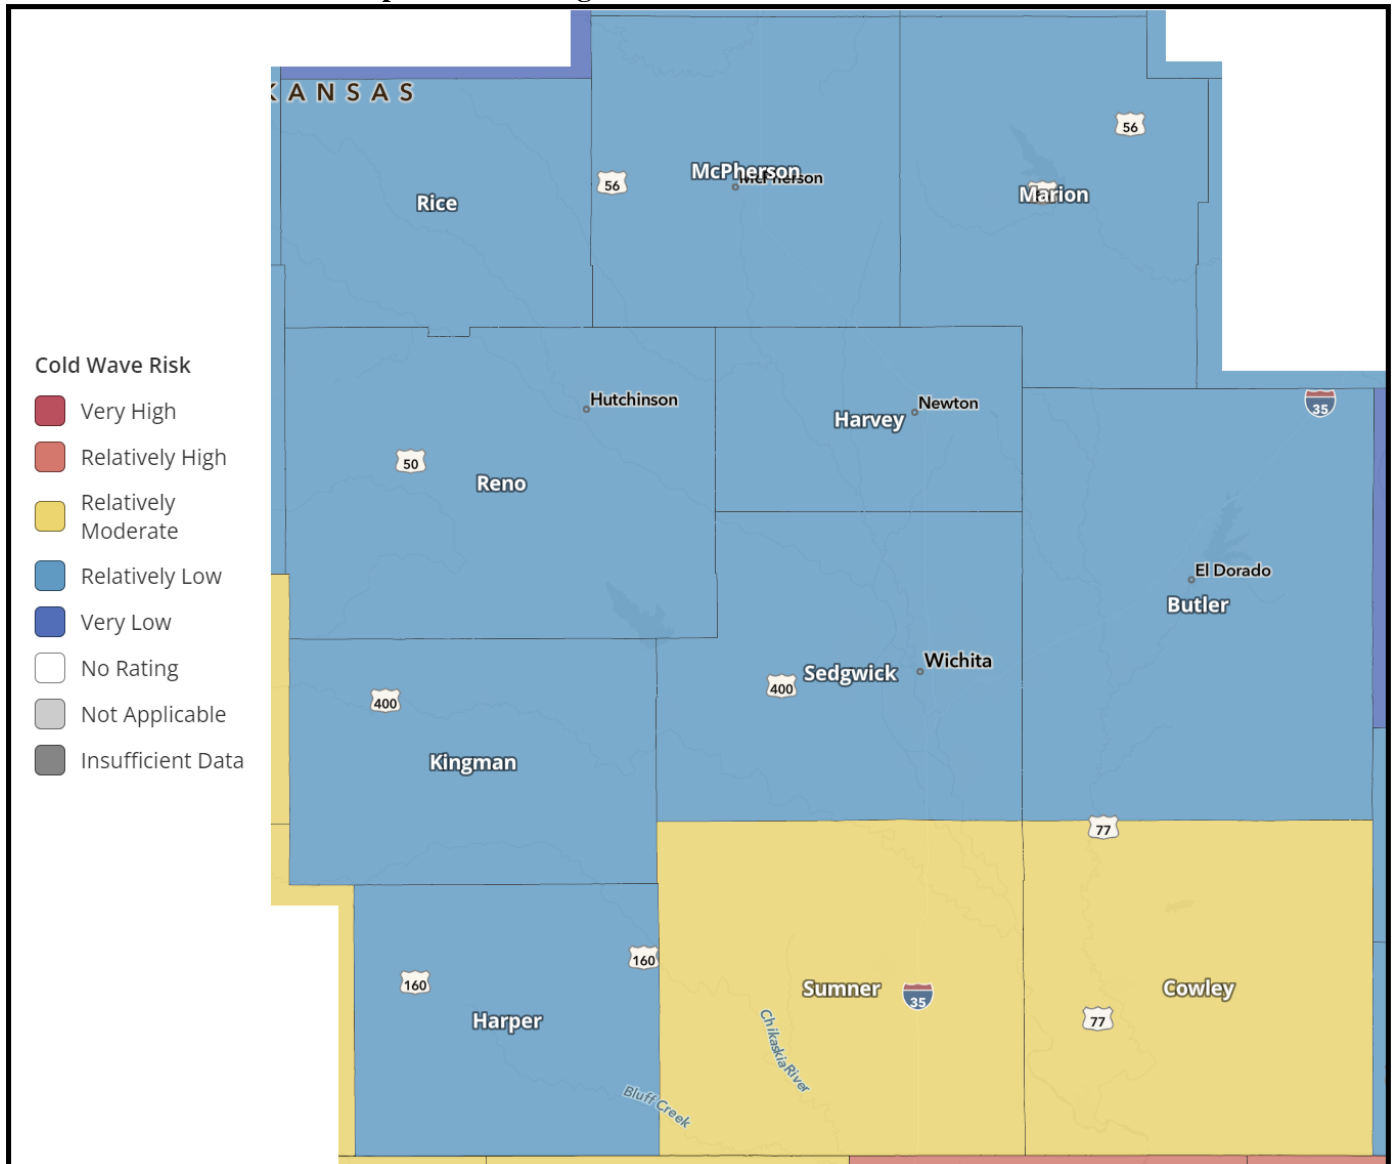 KANSAS
56
McPherson
McPherson
56
Marion
Rice
Cold Wave Risk
Very High
Relatively High
Relatively
Moderate
Relatively Low
Very Low
No Rating
Not Applicable
Insufficient Data
Hutchinson
Newton
Harvey
35
50
Reno
El Dorado
Butler
Wichita
Sedgwick
400
400
Kingman
77
160
160
Harper
Sumner
35
Cowley
77
Chikaskia River
Bluff Creek